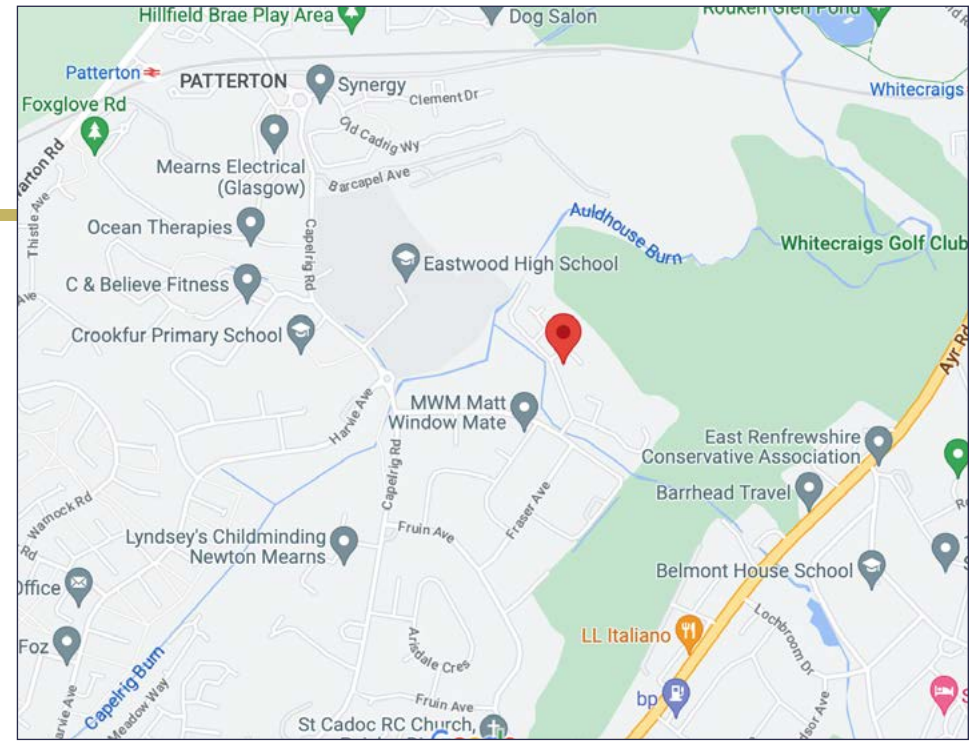 Hillfield Brae Play Area
Dog Salon
Rouken Glen Pond
Patterton
PATTERTON
Synergy
Whitecraigs
Foxglove Rd
Clement Dr
Old Cadrig Wy
Mearns Electrical
(Glasgow)
Barcapel Ave
Thistle Ave
Ocean Therapies
Capelrig Rd
Auldhouse Burn
Whitecraigs Golf Club
Eastwood High School
C & Believe Fitness
Crookfur Primary School
Ayr Rd
MWM Matt
Window Mate
Harvie Ave
East Renfrewshire
Conservative Association
Capelrig Rd
Barrhead Travel
Warnock Rd
Fraser Ave
Fruin Ave
Lyndsey's Childminding
Newton Mearns
Rd
Office
Belmont House School
Foz
LL Italiano
Lochbroom Dr
Arisdale Cres
Capelrig Burn
Meadow Way
Fruin Ave
bp
St Cadoc RC Church,